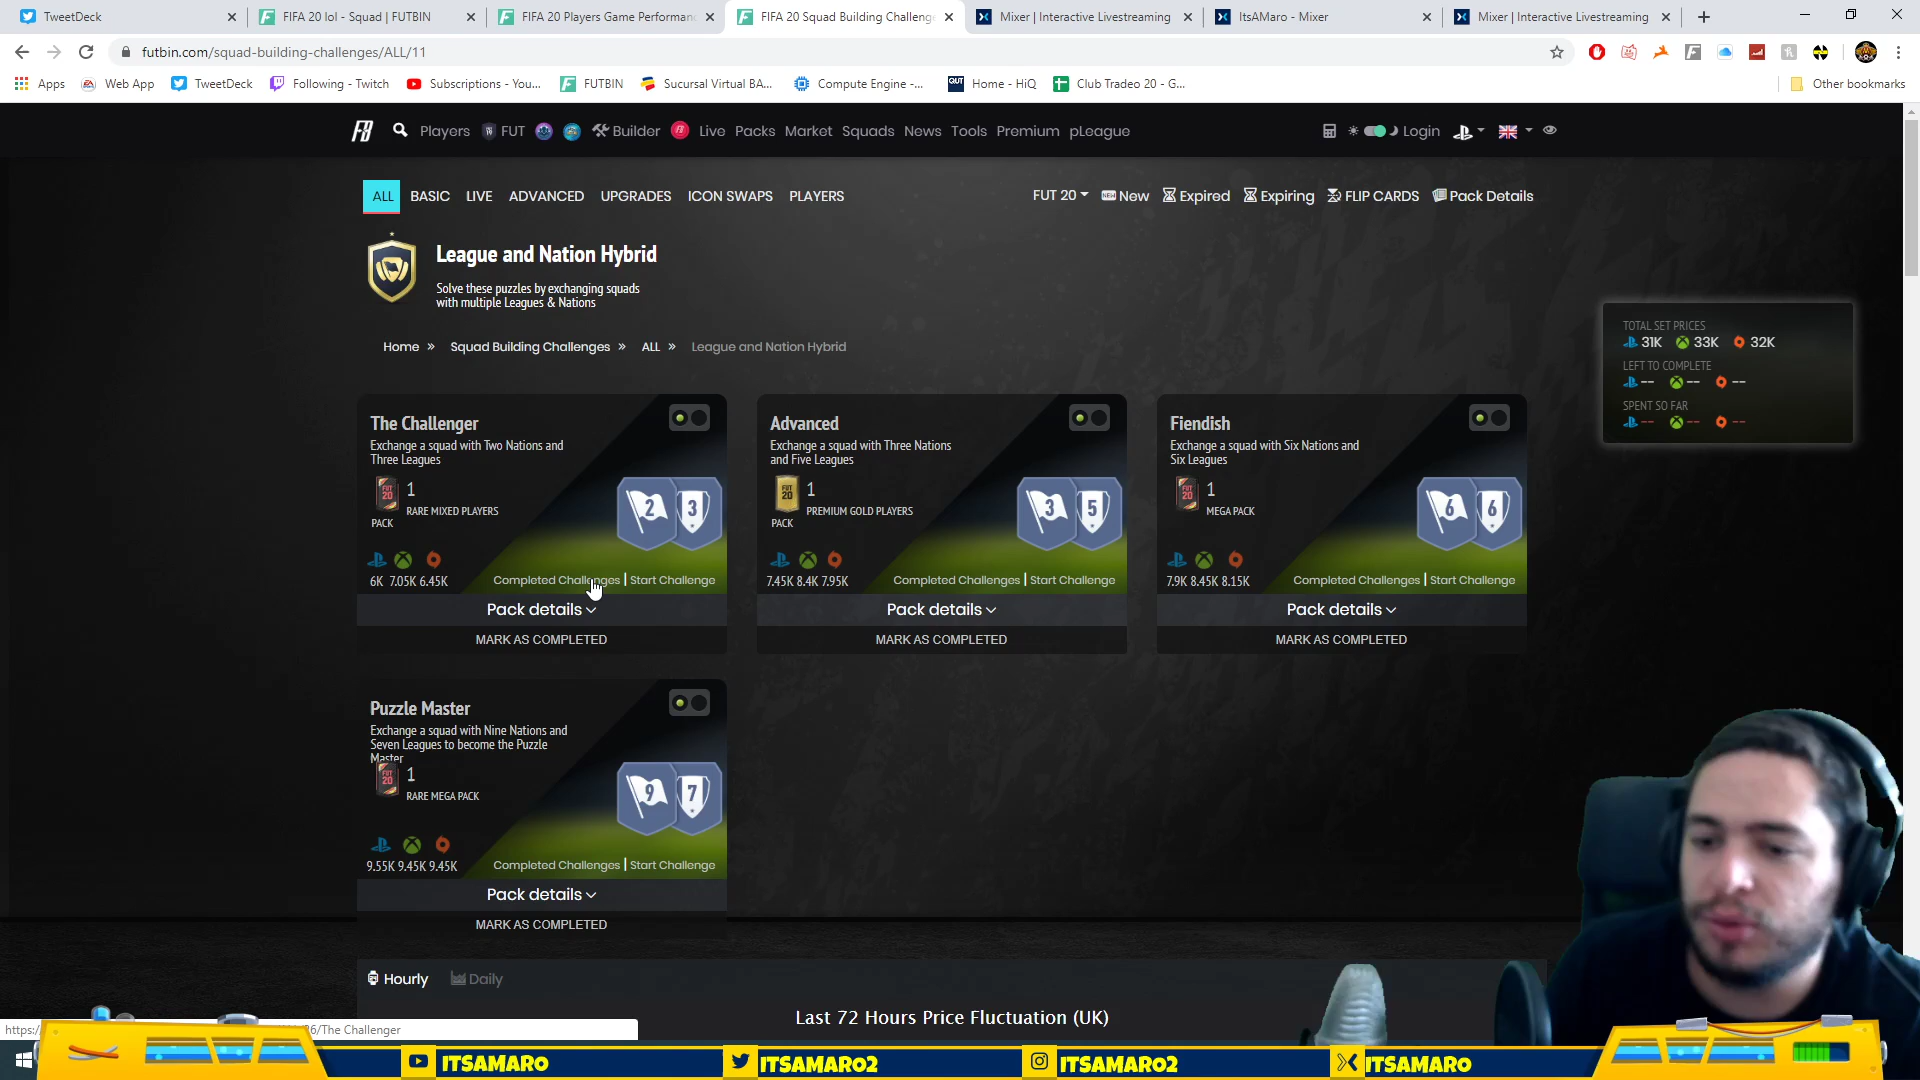 TweetDeck
FIFA 20 lol - Squad | FUTBIN
FIFA 20 Players Game Performan
FIFA 20 Squad Building Challenge
Mixer | Interactive Livestreaming
ItsAMaro - Mixer
Mixer | Interactive Livestreaming
futbin.com/squad-building-challenges/ALL/11
Apps
Web App
TweetDeck
Following - Twitch
Subscriptions - You...
FUTBIN
Sucursal Virtual BA...
Compute Engine -...
Home - HiQ
Club Tradeo 20 - G...
Other bookmarks
Players FUT Builder Live Packs Market Squads News Tools Premium pLeague
Login
ALL BASIC LIVE ADVANCED UPGRADES ICON SWAPS PLAYERS
FUT 20 New Expired Expiring FLIP CARDS Pack Details
League and Nation Hybrid
Solve these puzzles by exchanging squads
with multiple Leagues & Nations
Home » Squad Building Challenges » ALL » League and Nation Hybrid
TOTAL SET PRICES
31K 33K 32K
LEFT TO COMPLETE
-- -- --
SPENT SO FAR
-- -- --
The Challenger
Exchange a squad with Two Nations and
Three Leagues
1
RARE MIXED PLAYERS
PACK
2 3
6K 7.05K 6.45K
Completed Challenges | Start Challenge
Pack details
MARK AS COMPLETED
Advanced
Exchange a squad with Three Nations
and Five Leagues
1
PREMIUM GOLD PLAYERS
PACK
3 5
7.45K 8.4K 7.95K
Completed Challenges | Start Challenge
Pack details
MARK AS COMPLETED
Fiendish
Exchange a squad with Six Nations and
Six Leagues
1
MEGA PACK
6 6
7.9K 8.45K 8.15K
Completed Challenges | Start Challenge
Pack details
MARK AS COMPLETED
Puzzle Master
Exchange a squad with Nine Nations and
Seven Leagues to become the Puzzle
Master
1
RARE MEGA PACK
9 7
9.55K 9.45K 9.45K
Completed Challenges | Start Challenge
Pack details
MARK AS COMPLETED
Hourly Daily
Last 72 Hours Price Fluctuation (UK)
https:/
6/The Challenger
ITSAMARO
ITSAMARO2
ITSAMARO2
ITSAMARO